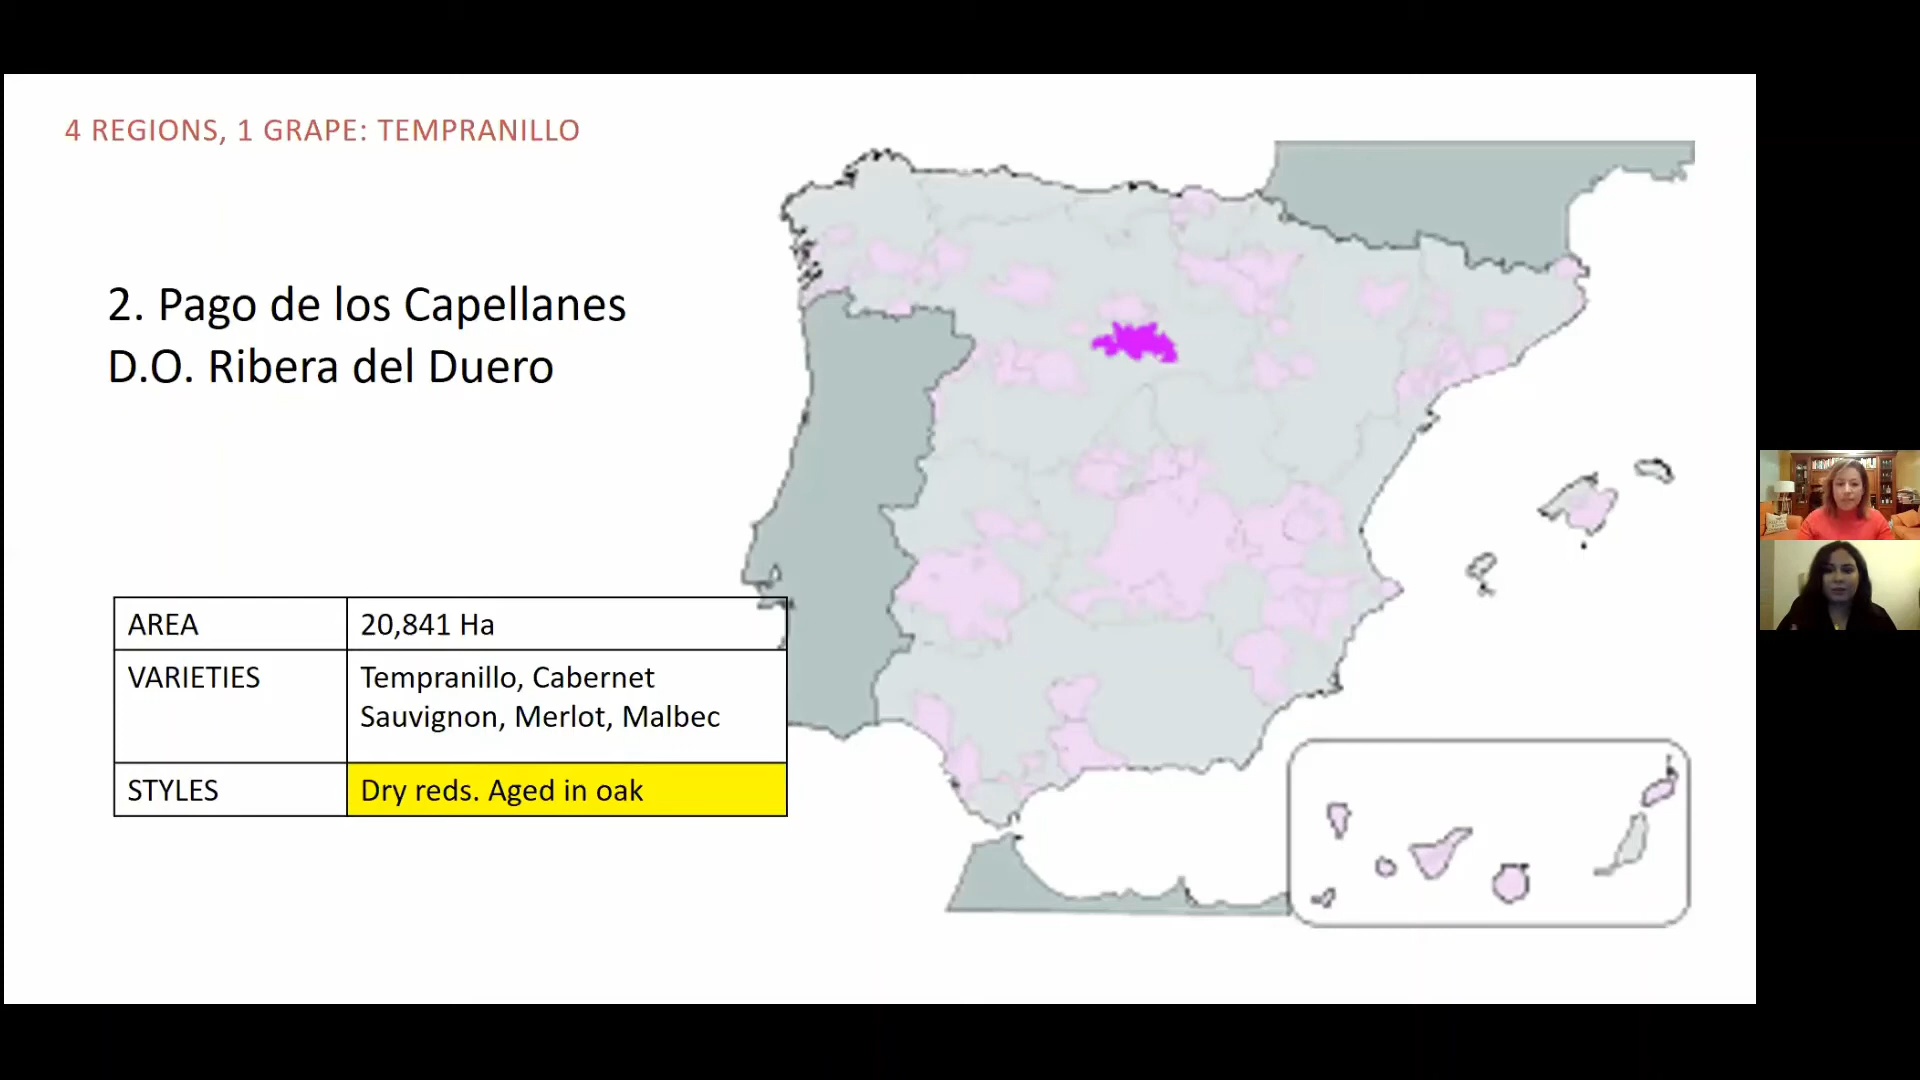 4 REGIONS, 1 GRAPE: TEMPRANILLO
2. Pago de los Capellanes
D.O. Ribera del Duero
AREA 20,841 Ha
VARIETIES Tempranillo, Cabernet
Sauvignon, Merlot, Malbec
STYLES Dry reds. Aged in oak